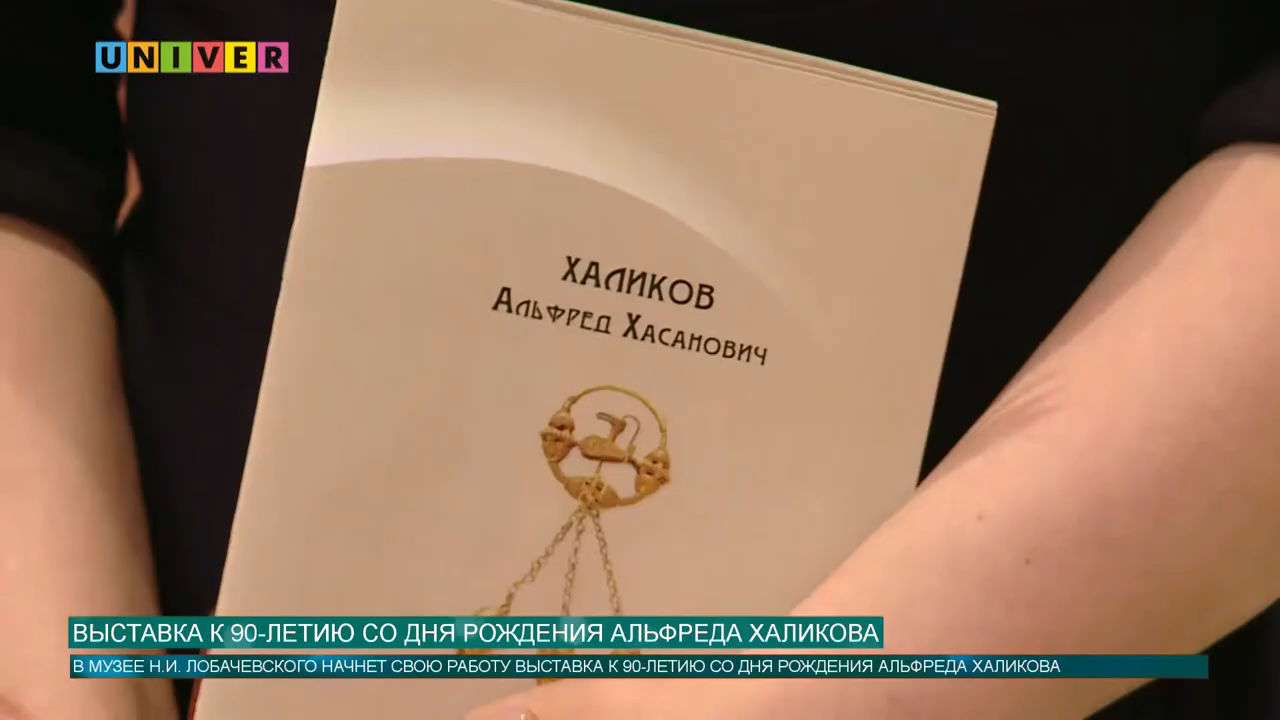 UNIVER
ХАЛИКОВ
Альфред Хасанович
ВЫСТАВКА К 90-ЛЕТИЮ СО ДНЯ РОЖДЕНИЯ АЛЬФРЕДА ХАЛИКОВА
В МУЗЕЕ Н.И. ЛОБАЧЕВСКОГО НАЧНЕТ СВОЮ РАБОТУ ВЫСТАВКА К 90-ЛЕТИЮ СО ДНЯ РОЖДЕНИЯ АЛЬФРЕДА ХАЛИКОВА